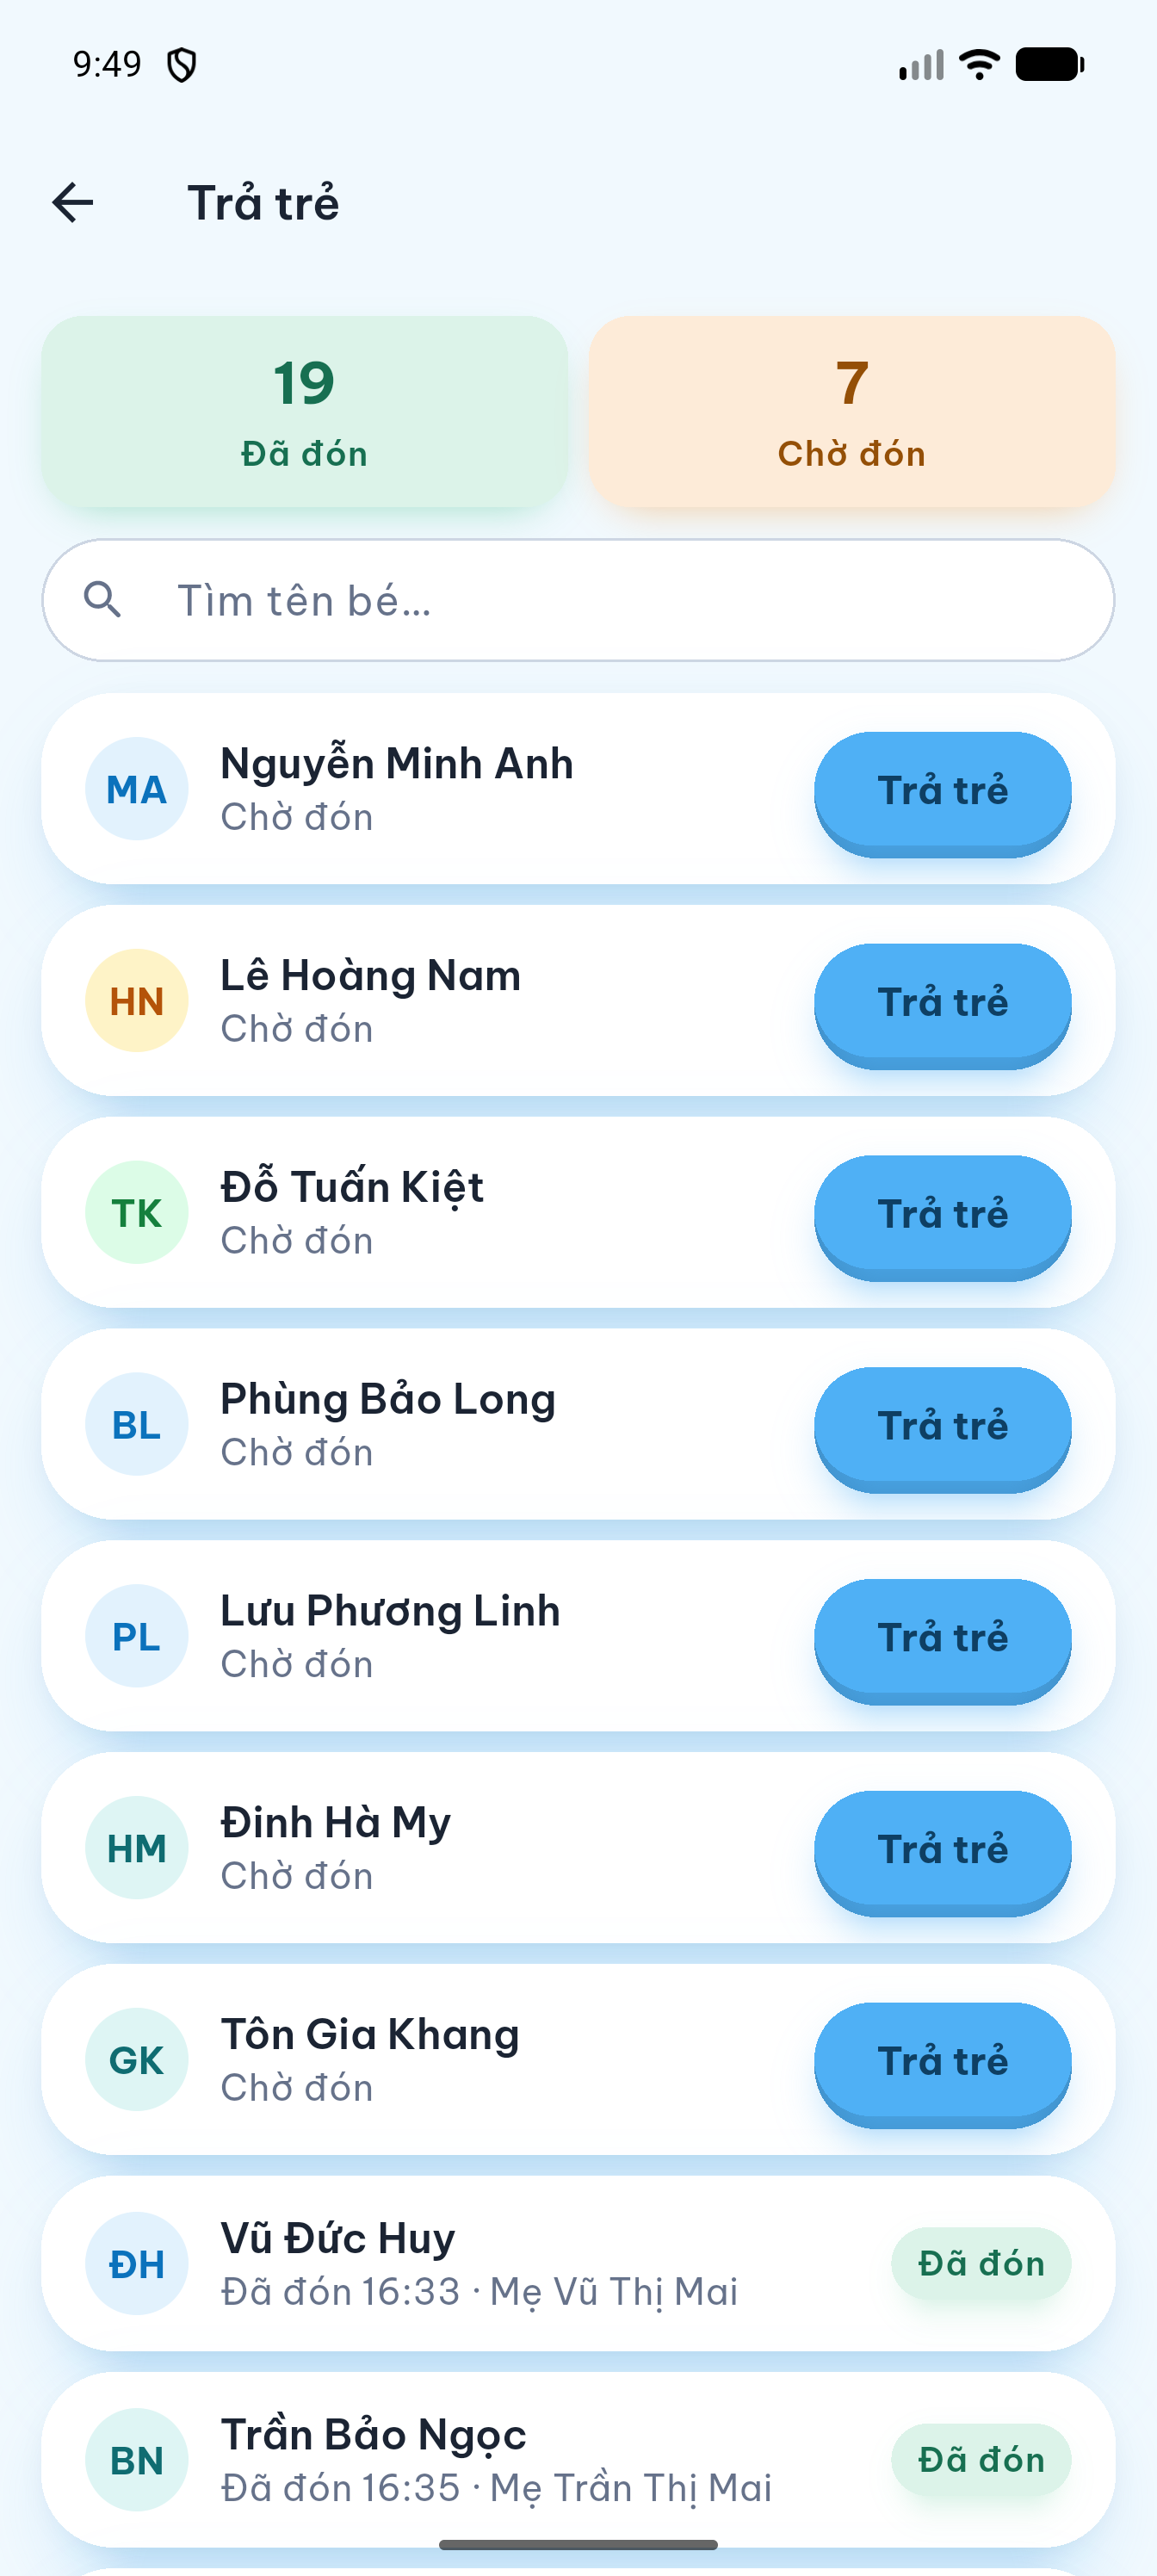 9:49
Trả trẻ
19
Đã đón
7
Chờ đón
Tìm tên bé...
MA
Nguyễn Minh Anh
Chờ đón
Trả trẻ
HN
Lê Hoàng Nam
Chờ đón
Trả trẻ
TK
Đỗ Tuấn Kiệt
Chờ đón
Trả trẻ
BL
Phùng Bảo Long
Chờ đón
Trả trẻ
PL
Lưu Phương Linh
Chờ đón
Trả trẻ
HM
Đinh Hà My
Chờ đón
Trả trẻ
GK
Tôn Gia Khang
Chờ đón
Trả trẻ
ĐH
Vũ Đức Huy
Đã đón 16:33 · Mẹ Vũ Thị Mai
Đã đón
BN
Trần Bảo Ngọc
Đã đón 16:35 · Mẹ Trần Thị Mai
Đã đón